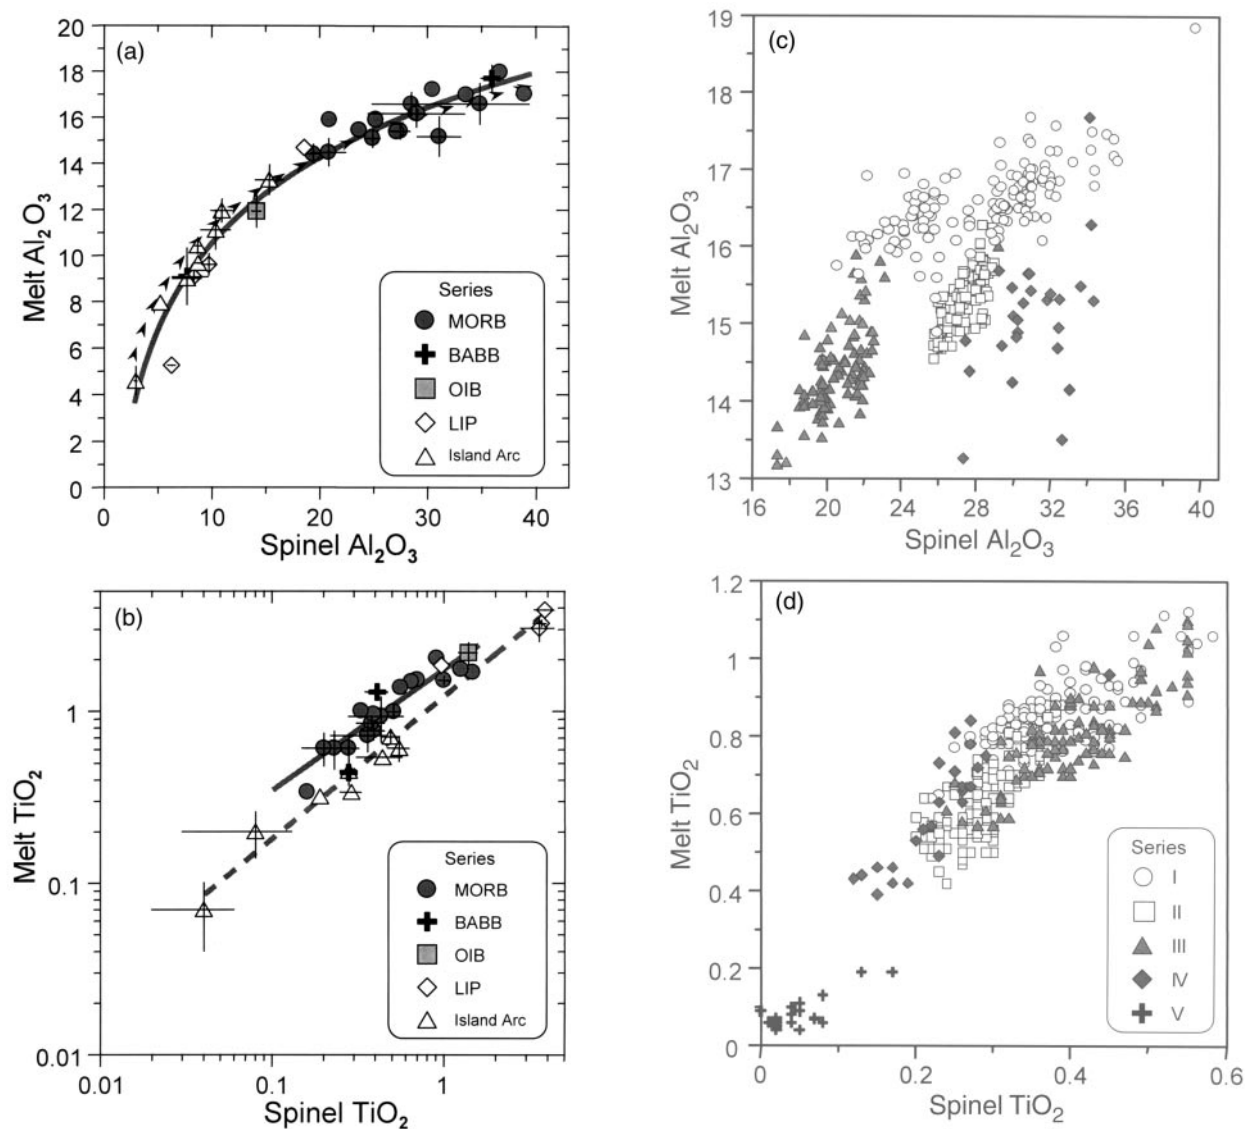 (a)
Melt Al2O3
20
18
16
14
12
10
8
6
4
2
0
0 10 20 30 40
Spinel Al2O3
Series
MORB
BABB
OIB
LIP
Island Arc
(c)
Melt Al2O3
19
18
17
16
15
14
13
16 20 24 28 32 36 40
Spinel Al2O3
(b)
Melt TiO2
1
0.1
0.01
0.01 0.1 1
Spinel TiO2
Series
MORB
BABB
OIB
LIP
Island Arc
(d)
Melt TiO2
1.2
1
0.8
0.6
0.4
0.2
0
0 0.2 0.4 0.6
Spinel TiO2
Series
I
II
III
IV
V